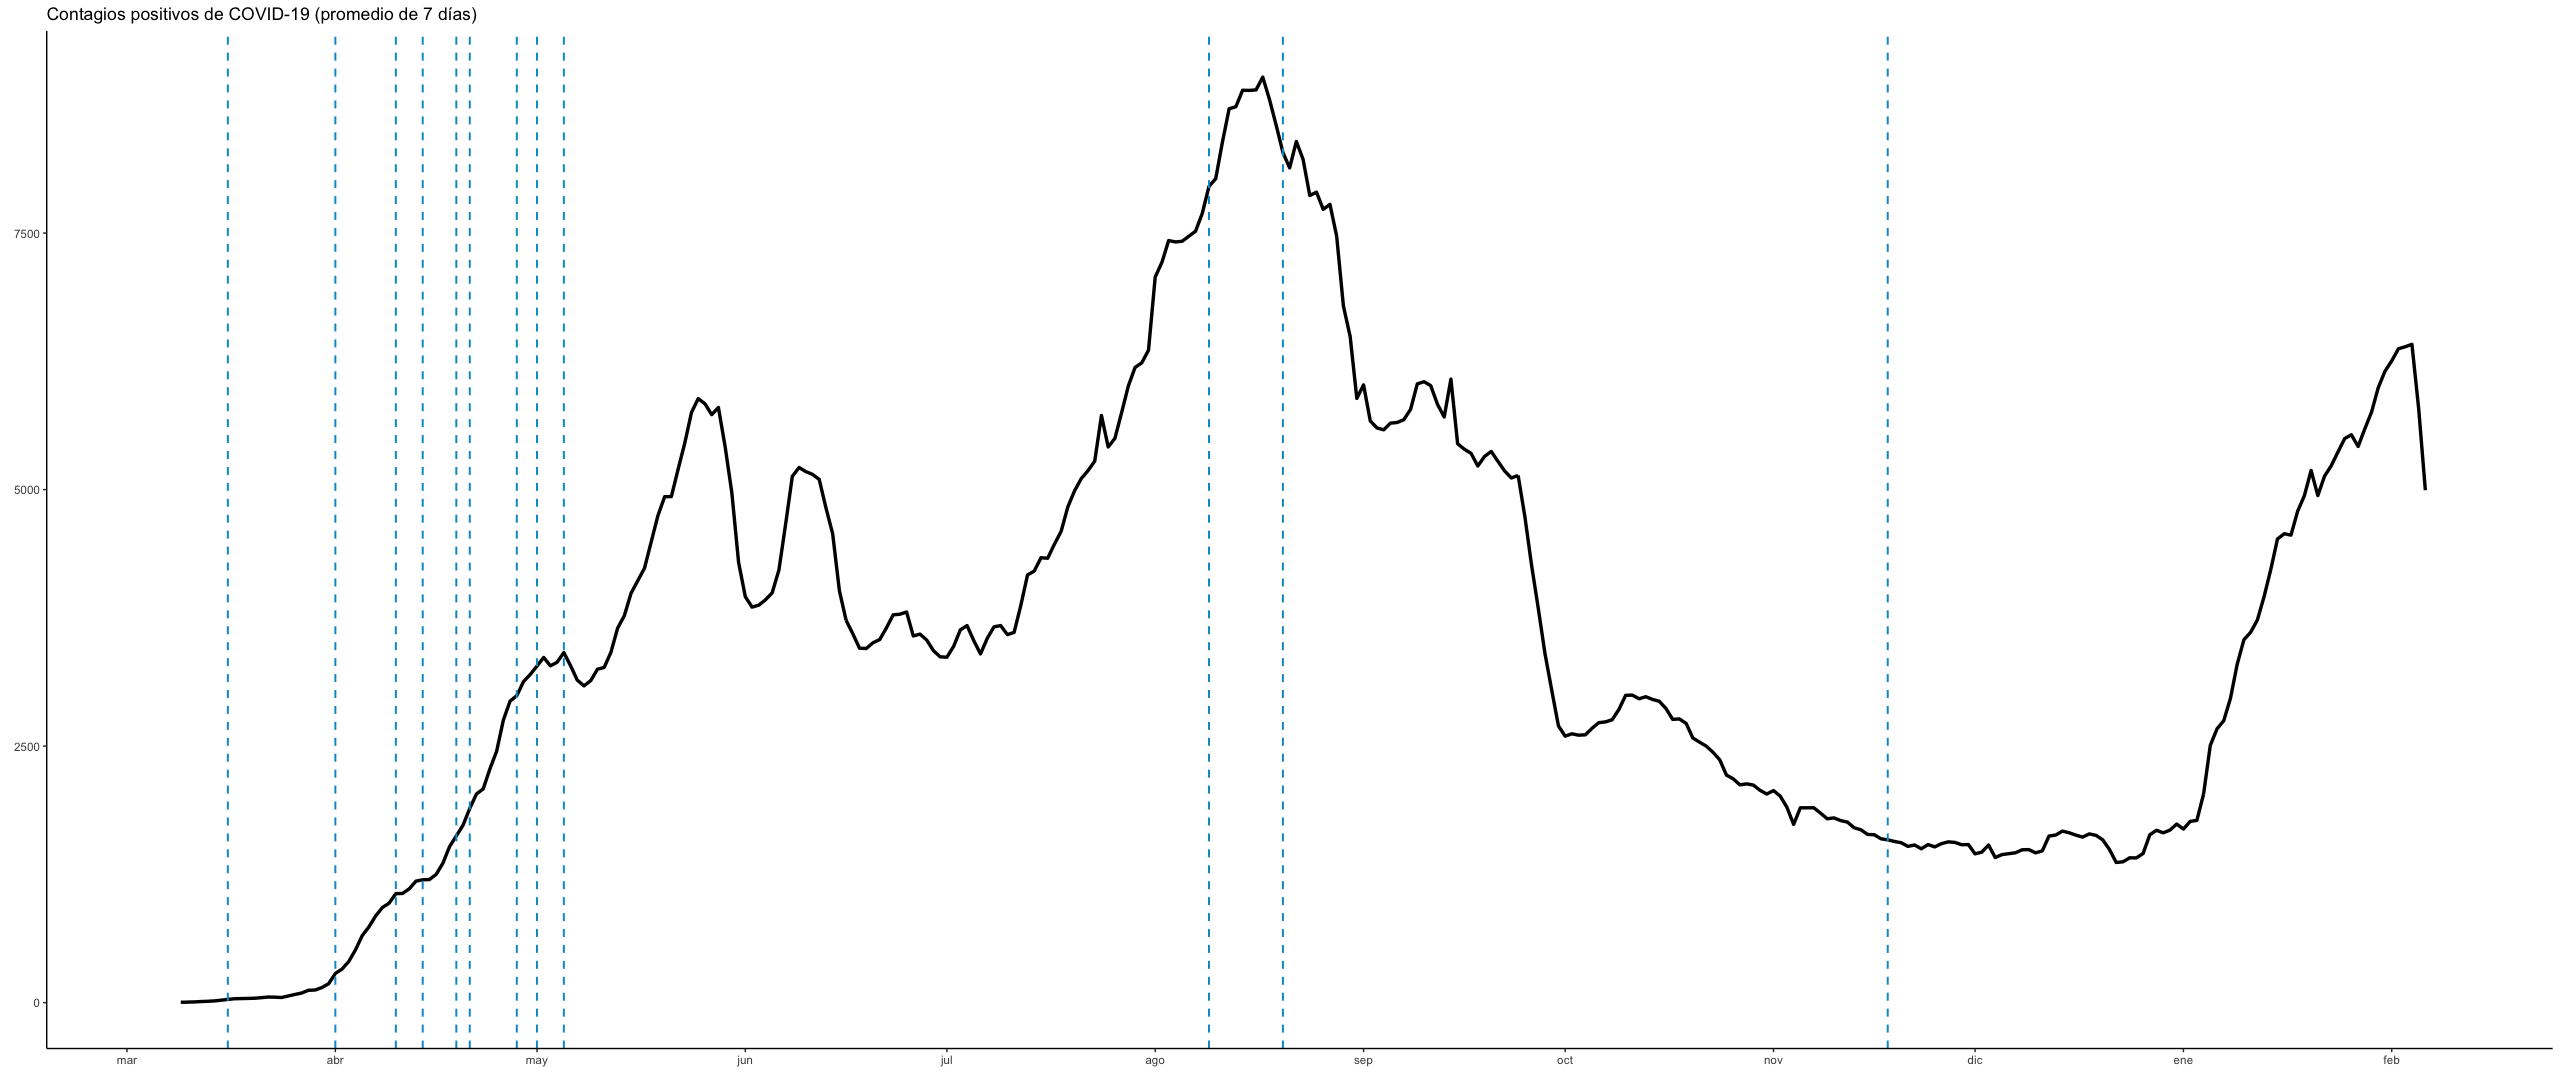 Contagios positivos de COVID-19 (promedio de 7 días)
7500
5000
2500
0
mar abr may jun jul ago sep oct nov dic ene feb